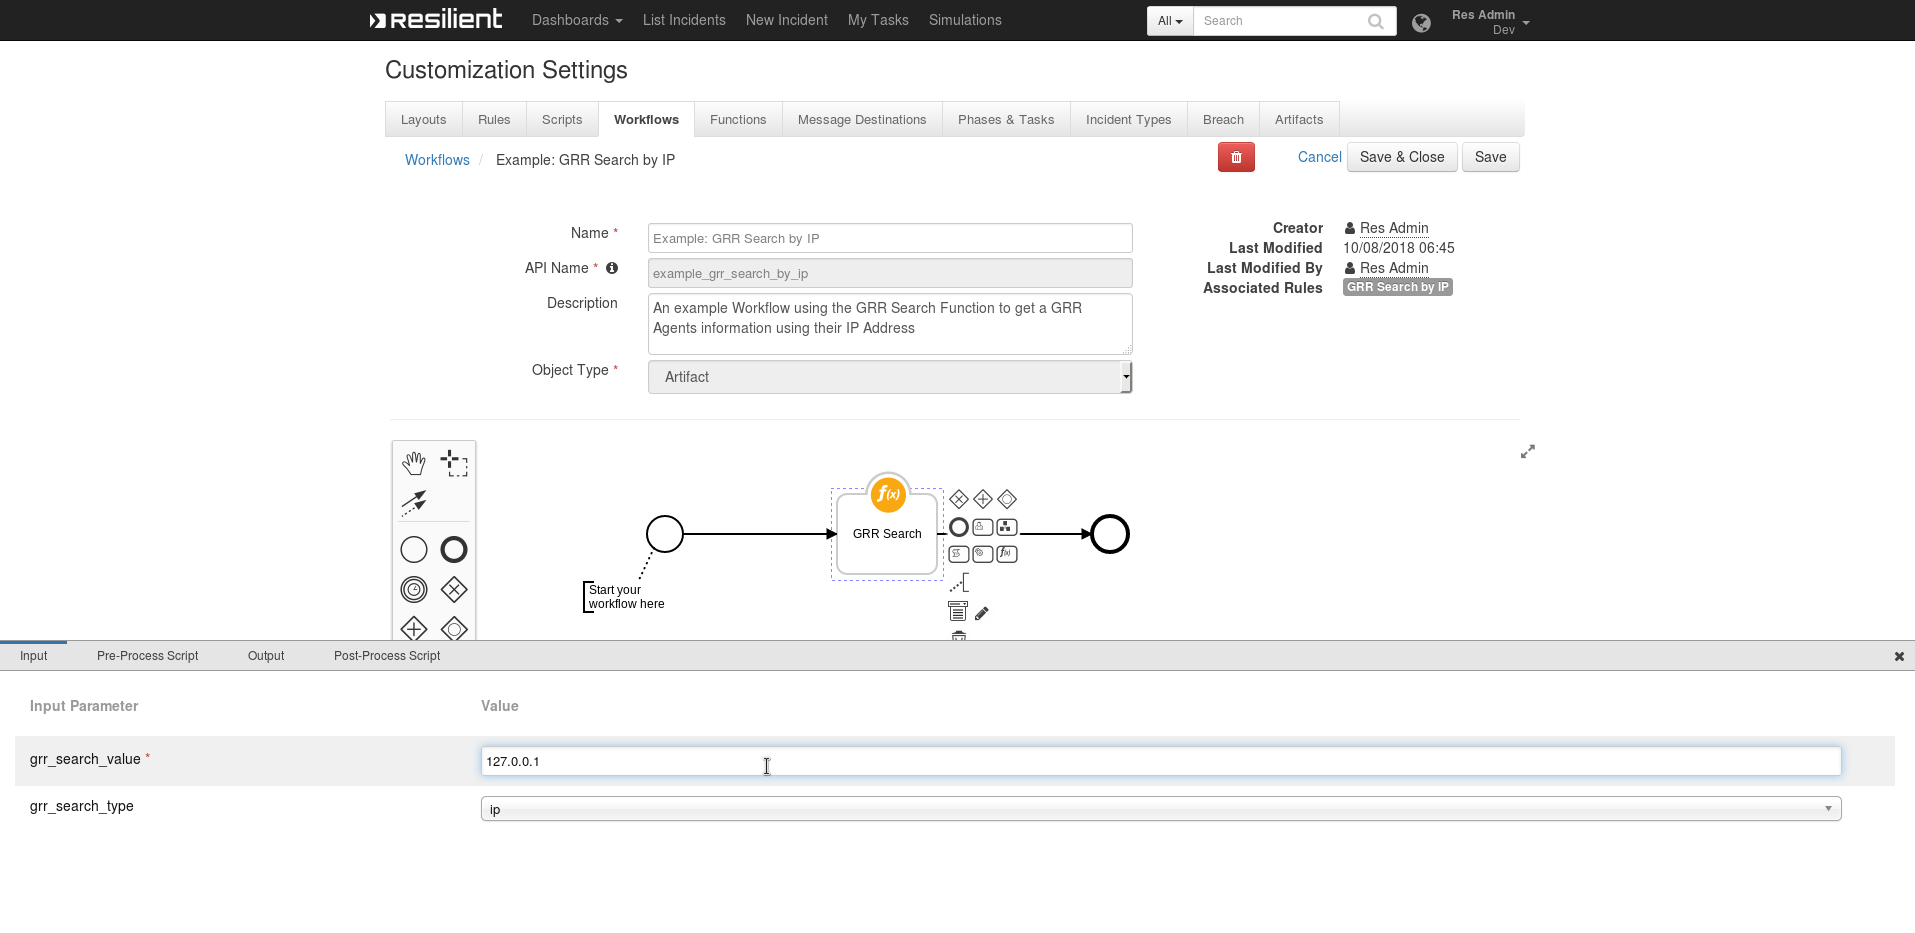 resilient Dashboards List Incidents New Incident My Tasks Simulations All Search Res Admin
Dev
Customization Settings
Layouts Rules Scripts Workflows Functions Message Destinations Phases & Tasks Incident Types Breach Artifacts
Workflows / Example: GRR Search by IP Cancel Save & Close Save
Name * Example: GRR Search by IP
Creator Res Admin
Last Modified 10/08/2018 06:45
API Name * example_grr_search_by_ip
Last Modified By Res Admin
Associated Rules GRR Search by IP
Description An example Workflow using the GRR Search Function to get a GRR
Agents information using their IP Address
Object Type * Artifact
f(x)
GRR Search
Start your
workflow here
Input Pre-Process Script Output Post-Process Script
Input Parameter Value
grr_search_value * 127.0.0.1
grr_search_type ip